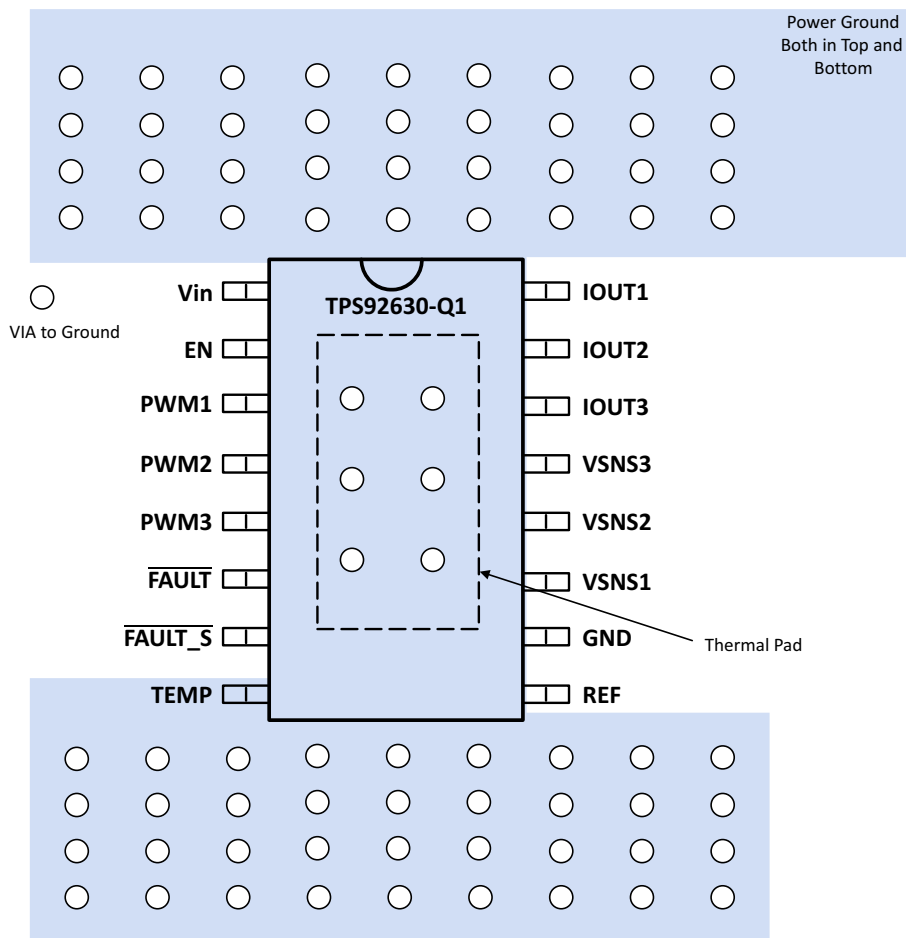 Power Ground
Both in Top and
Bottom
VIA to Ground
TPS92630-Q1
Vin
EN
PWM1
PWM2
PWM3
FAULT
FAULT_S
TEMP
IOUT1
IOUT2
IOUT3
VSNS3
VSNS2
VSNS1
GND
REF
Thermal Pad